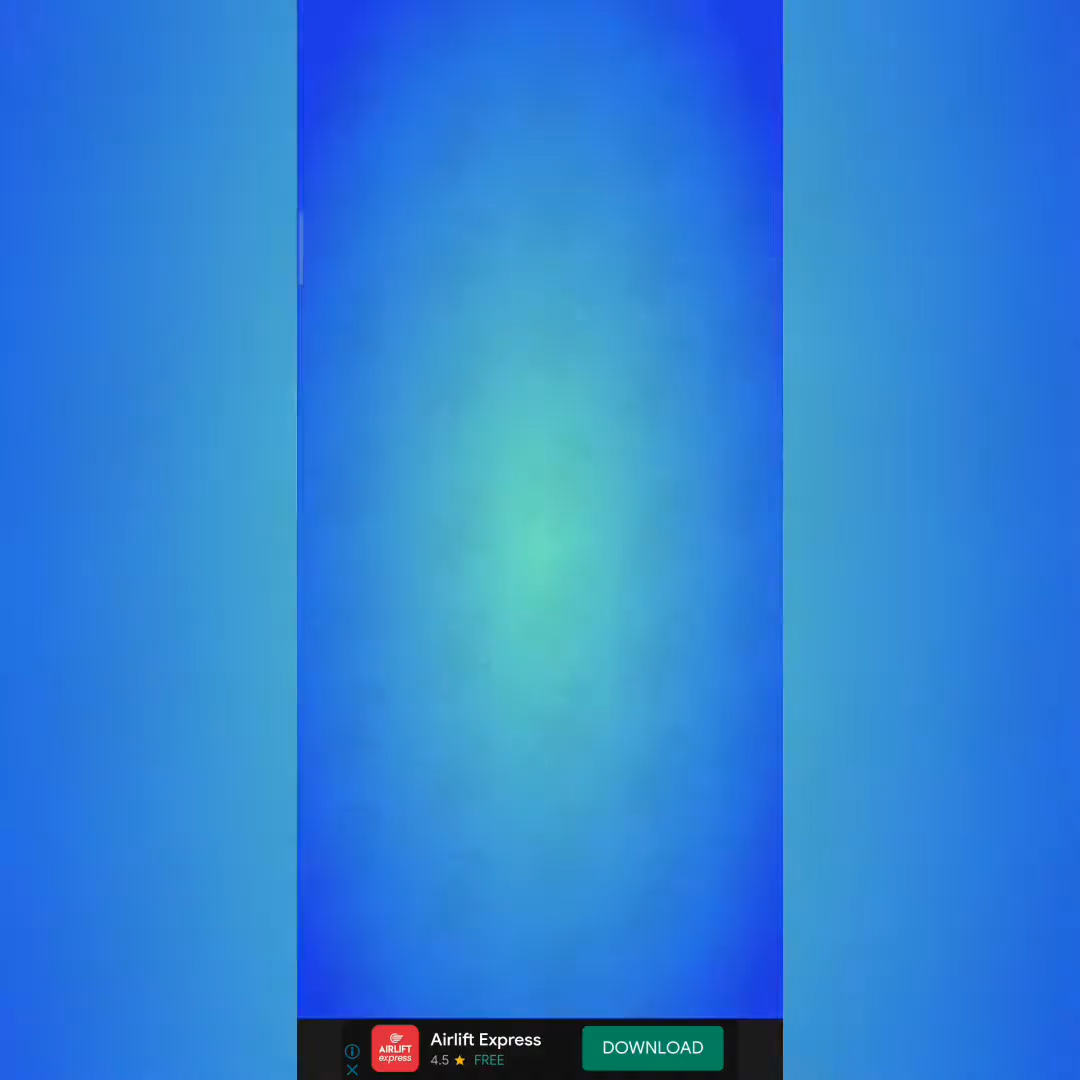 AIRLIFT
express
Airlift Express
4.5 ★ FREE
DOWNLOAD